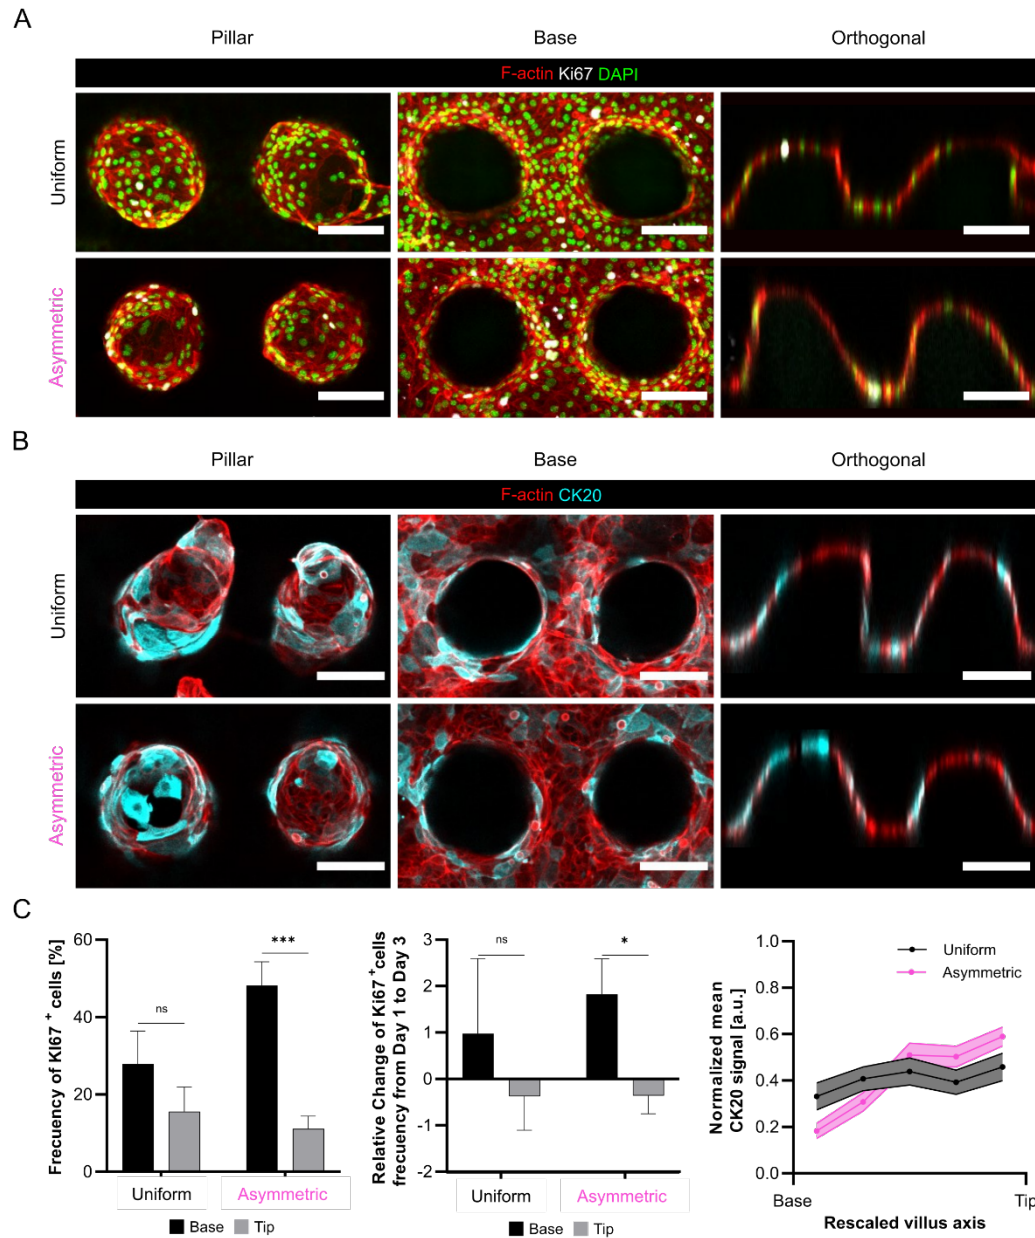 A
Pillar Base Orthogonal
F-actin Ki67 DAPI
Uniform
Asymmetric
B
Pillar Base Orthogonal
F-actin CK20
Uniform
Asymmetric
C
Frecuency of KI67 + cells [%]
60
40
20
0
ns
***
Uniform Asymmetric
Base Tip
Relative Change of Ki67 + cells
frecuency from Day 1 to Day 3
3
2
1
0
-1
-2
ns
*
Uniform Asymmetric
Base Tip
Normalized mean
CK20 signal [a.u.]
1.0
0.8
0.6
0.4
0.2
0.0
Uniform
Asymmetric
Base Tip
Rescaled villus axis